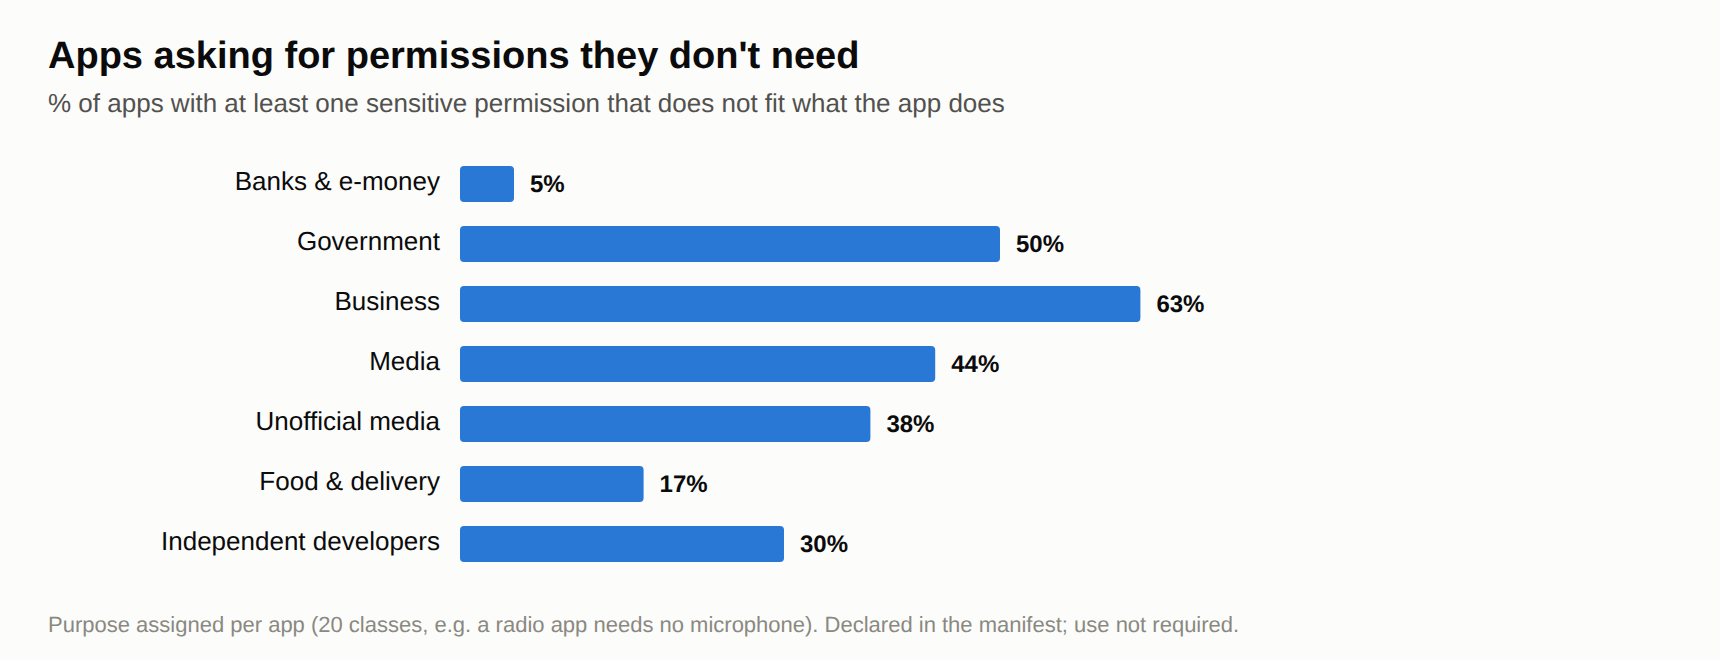 Apps asking for permissions they don't need
% of apps with at least one sensitive permission that does not fit what the app does
Banks & e-money 5%
Government 50%
Business 63%
Media 44%
Unofficial media 38%
Food & delivery 17%
Independent developers 30%
Purpose assigned per app (20 classes, e.g. a radio app needs no microphone). Declared in the manifest; use not required.